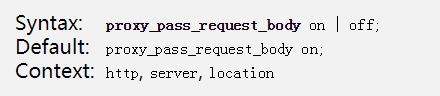 Syntax: proxy_pass_request_body on | off;
Default: proxy_pass_request_body on;
Context: http, server, location